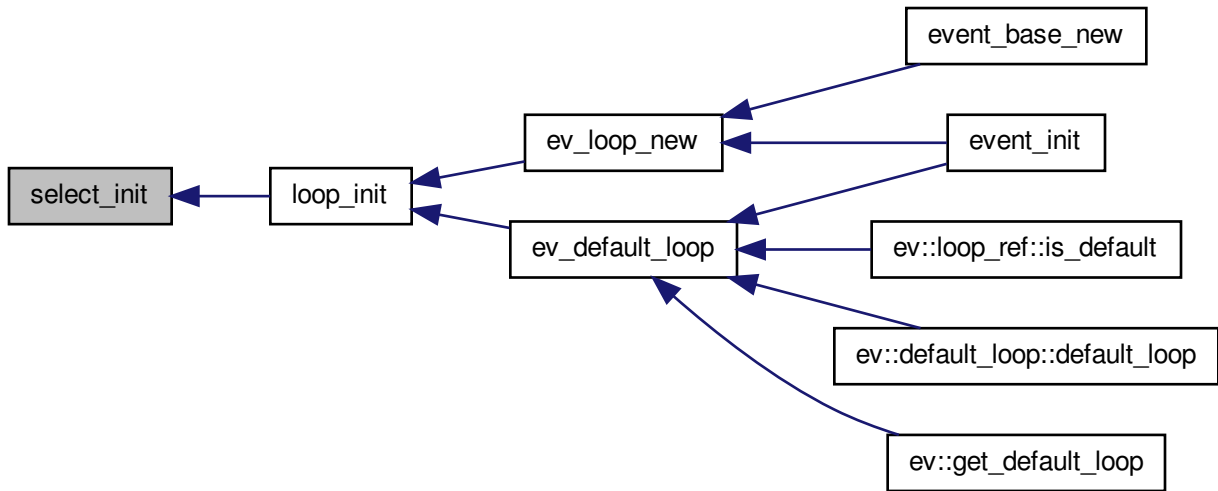 select_init
loop_init
ev_loop_new
ev_default_loop
event_base_new
event_init
ev::loop_ref::is_default
ev::default_loop::default_loop
ev::get_default_loop